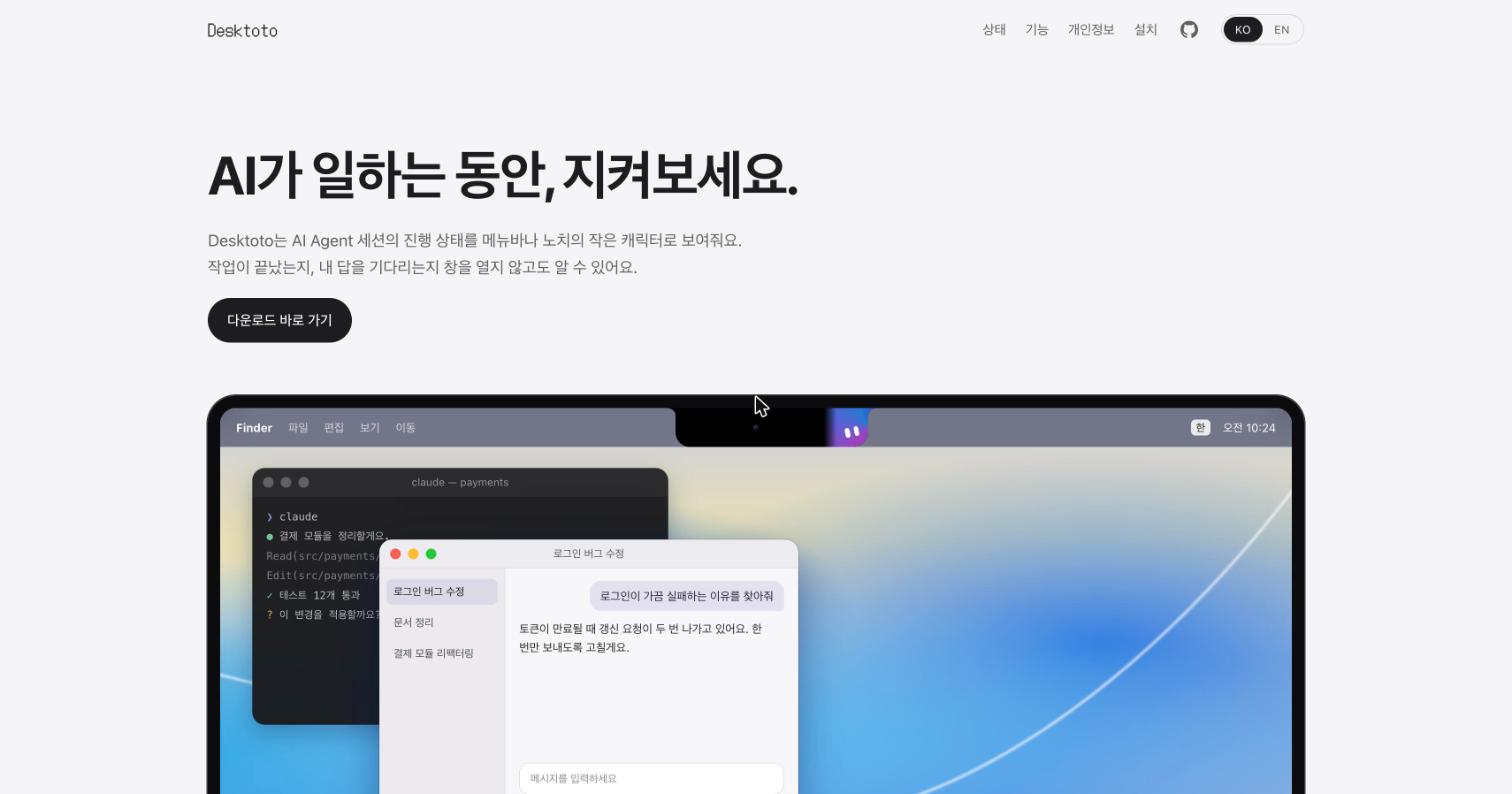 Desktoto
상태 기능 개인정보 설치 KO EN
AI가 일하는 동안, 지켜보세요.
Desktoto는 AI Agent 세션의 진행 상태를 메뉴바나 노치의 작은 캐릭터로 보여줘요.
작업이 끝났는지, 내 답을 기다리는지 창을 열지 않고도 알 수 있어요.
다운로드 바로 가기
Finder 파일 편집 보기 이동 한 오전 10:24
claude — payments
❯ claude
● 결제 모듈을 정리할게요.
Read(src/payments/
Edit(src/payments/
✓ 테스트 12개 통과
? 이 변경을 적용할까요?
로그인 버그 수정
로그인 버그 수정
문서 정리
결제 모듈 리팩터링
로그인이 가끔 실패하는 이유를 찾아줘
토큰이 만료될 때 갱신 요청이 두 번 나가고 있어요. 한
번만 보내도록 고칠게요.
메시지를 입력하세요